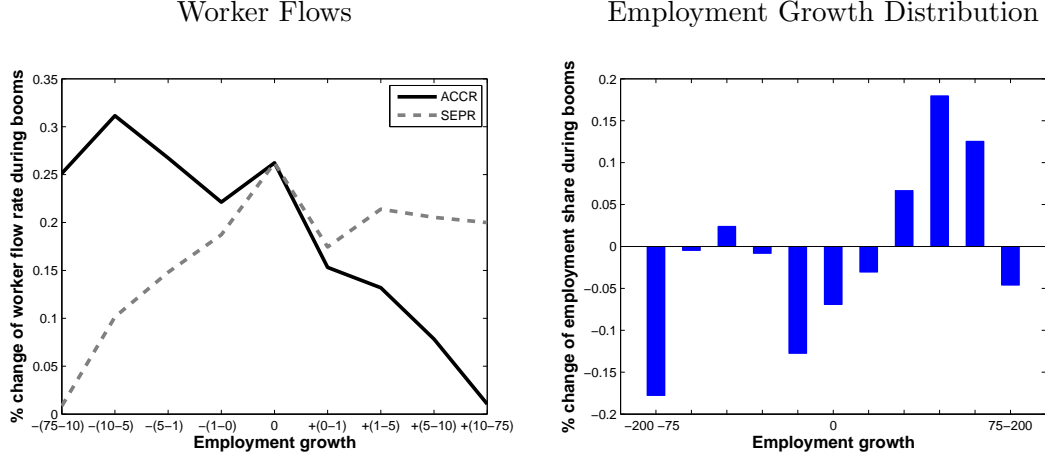 Worker Flows
% change of worker flow rate during booms
0.35
0.3
0.25
0.2
0.15
0.1
0.05
0
ACCR
SEPR
−(75−10) −(10−5) −(5−1) −(1−0) 0 +(0−1) +(1−5) +(5−10) +(10−75)
Employment growth
Employment Growth Distribution
% change of employment share during booms
0.2
0.15
0.1
0.05
0
−0.05
−0.1
−0.15
−0.2
−200 −75 0 75−200
Employment growth